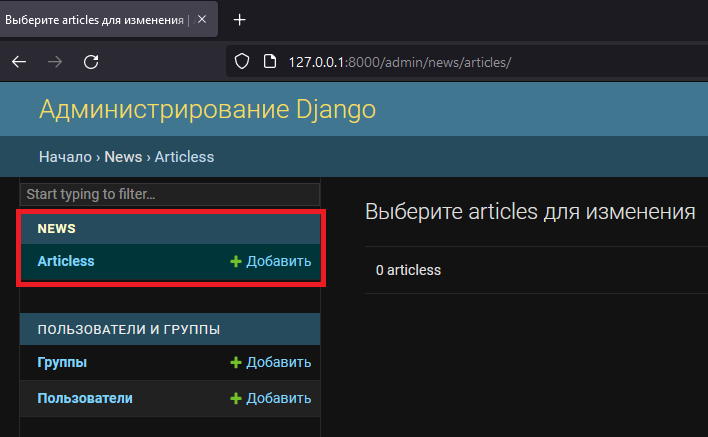 Выберите articles для изменения |
127.0.0.1:8000/admin/news/articles/
Администрирование Django
Начало › News › Articless
Start typing to filter…
NEWS
Articless Добавить
ПОЛЬЗОВАТЕЛИ И ГРУППЫ
Группы Добавить
Пользователи Добавить
Выберите articles для изменения
0 articless